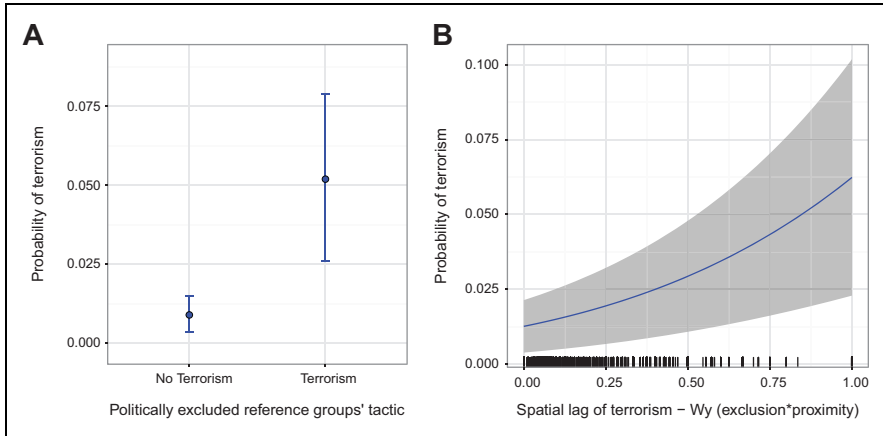 A
Probability of terrorism
0.075
0.050
0.025
0.000
No Terrorism
Terrorism
Politically excluded reference groups' tactic
B
Probability of terrorism
0.100
0.075
0.050
0.025
0.000
0.00
0.25
0.50
0.75
1.00
Spatial lag of terrorism − Wy (exclusion*proximity)